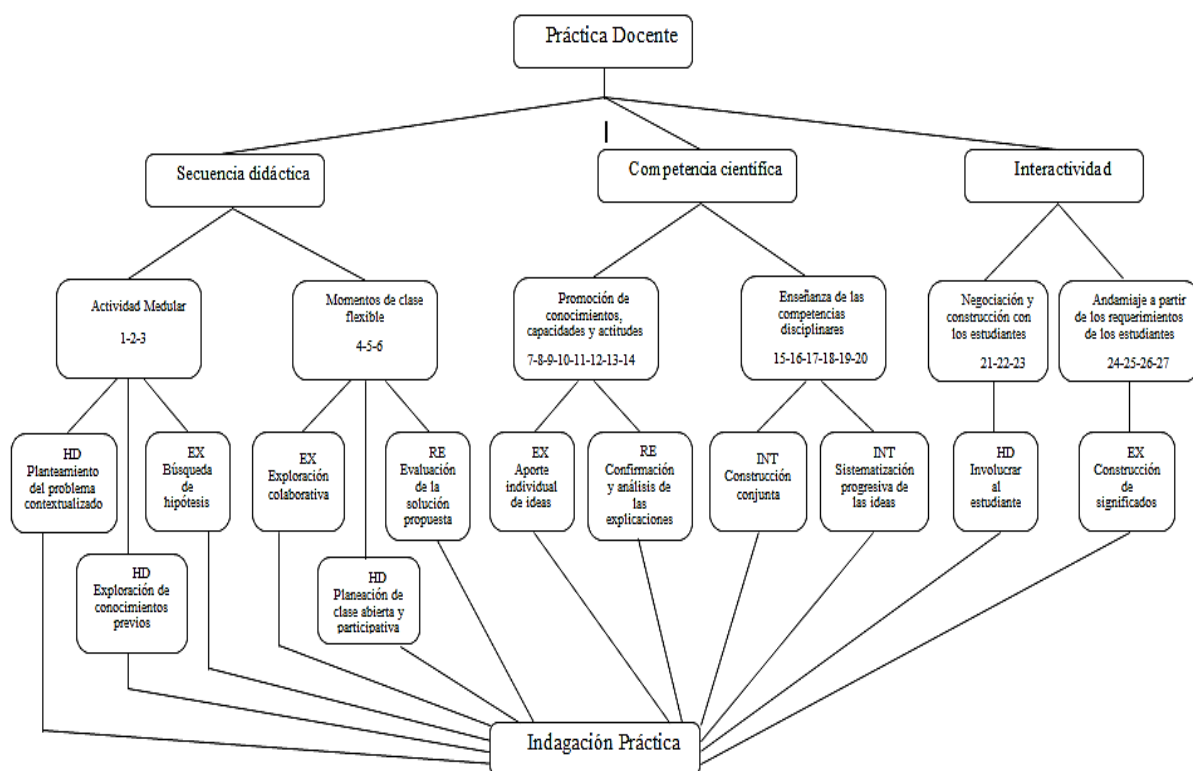 Práctica Docente
Secuencia didáctica
Competencia científica
Interactividad
Actividad Medular
1-2-3
Momentos de clase
flexible
4-5-6
Promoción de
conocimientos,
capacidades y actitudes
7-8-9-10-11-12-13-14
Enseñanza de las
competencias
disciplinares
15-16-17-18-19-20
Negociación y
construcción con
los estudiantes
21-22-23
Andamiaje a partir
de los requerimientos
de los estudiantes
24-25-26-27
HD
Planteamiento
del problema
contextualizado
EX
Búsqueda
de
hipótesis
EX
Exploración
colaborativa
RE
Evaluación
de la
solución
propuesta
EX
Aporte
individual
de ideas
RE
Confirmación
y análisis de
las
explicaciones
INT
Construcción
conjunta
INT
Sistematización
progresiva de
las ideas
HD
Involucrar
al
estudiante
EX
Construcción
de
significados
HD
Exploración de
conocimientos
previos
HD
Planeación de
clase abierta y
participativa
Indagación Práctica